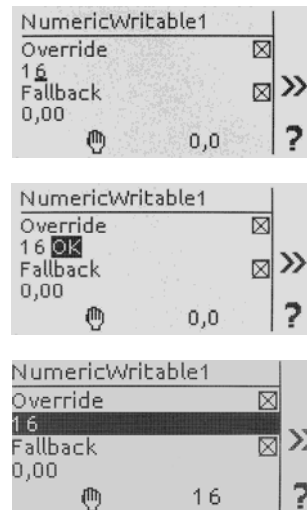 NumericWritable1
Override
16
Fallback
0,00
0,0
»
?
NumericWritable1
Override
16 OK
Fallback
0,00
0,0
»
?
NumericWritable1
Override
16
Fallback
0,00
16
»
?